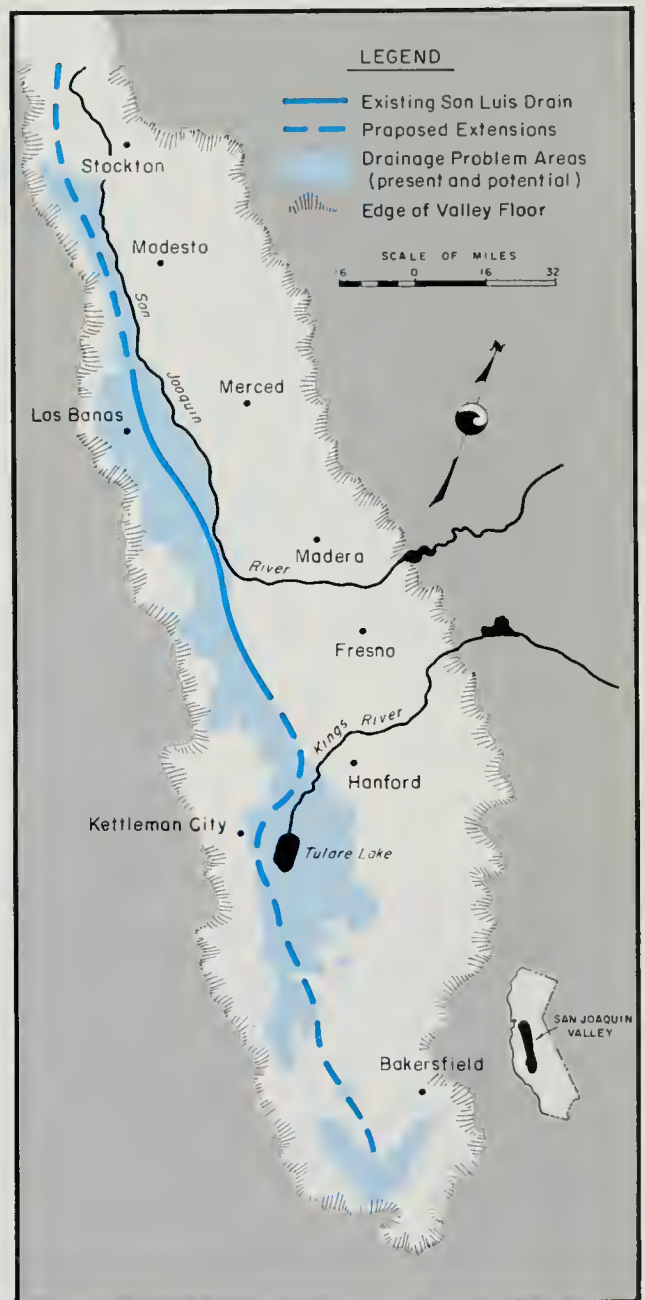 LEGEND
Existing San Luis Drain
Proposed Extensions
Drainage Problem Areas
(present and potential)
Edge of Valley Floor
SCALE OF MILES
16 0 16 32
N
Stockton
Modesto
San
Joaquin
Merced
Los Banos
Madera
River
Fresno
Kings River
Hanford
Kettleman City
Tulare Lake
SAN JOAQUIN
VALLEY
Bakersfield